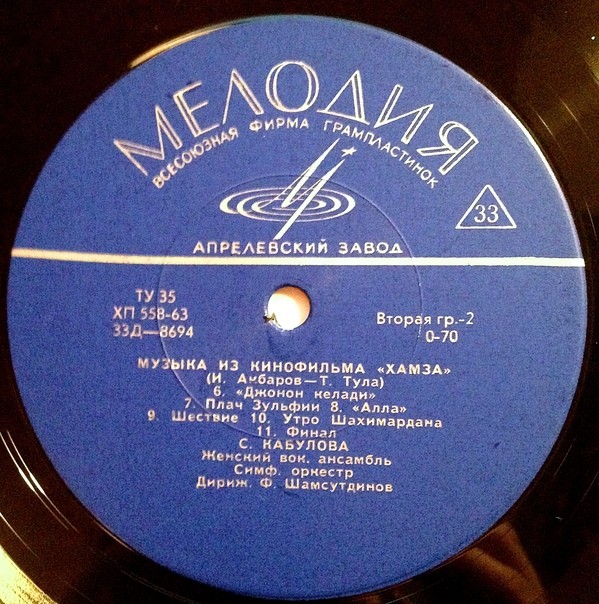 МЕЛОДИЯ
ВСЕСОЮЗНАЯ ФИРМА ГРАМПЛАСТИНОК
33
АПРЕЛЕВСКИЙ ЗАВОД
ТУ 35
ХП 558-63
33Д—8694
Вторая гр.-2
0-70
МУЗЫКА ИЗ КИНОФИЛЬМА «ХАМЗА»
(И. Амбаров—Т. Тула)
6. «Джонон келади»
7. Плач Зульфии 8. «Алла»
9. Шествие 10. Утро Шахимардана
11. Финал
С. КАБУЛОВА
Женский вок. ансамбль
Симф. оркестр
Дириж. Ф. Шамсутдинов